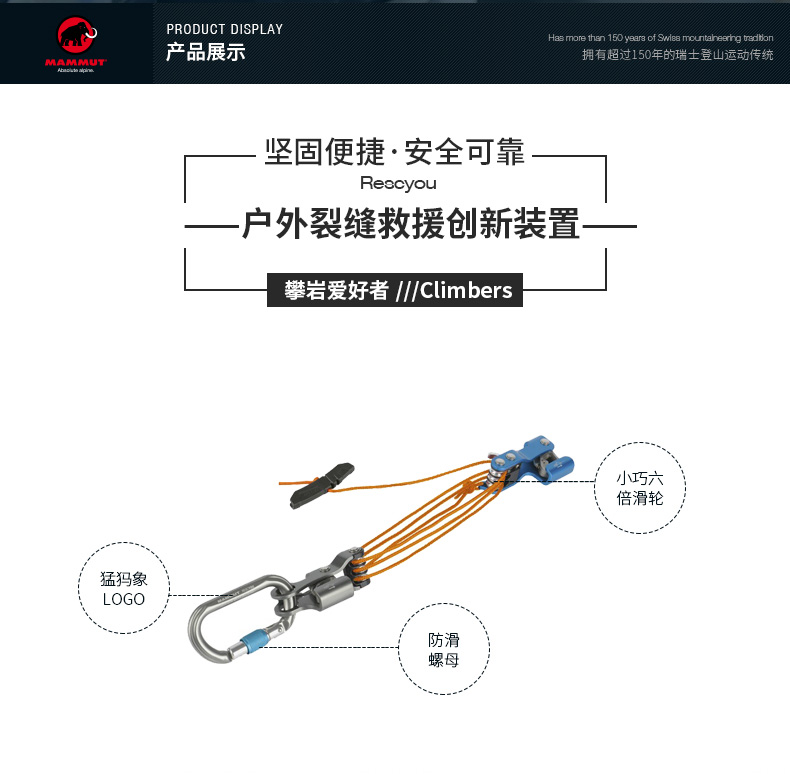 MAMMUT
Absolute alpine.
PRODUCT DISPLAY
产品展示
Has more than 150 years of Swiss mountaineering tradition
拥有超过150年的瑞士登山运动传统
坚固便捷·安全可靠
Rescyou
户外裂缝救援创新装置
攀岩爱好者 ///Climbers
小巧六
倍滑轮
猛犸象
LOGO
防滑
螺母